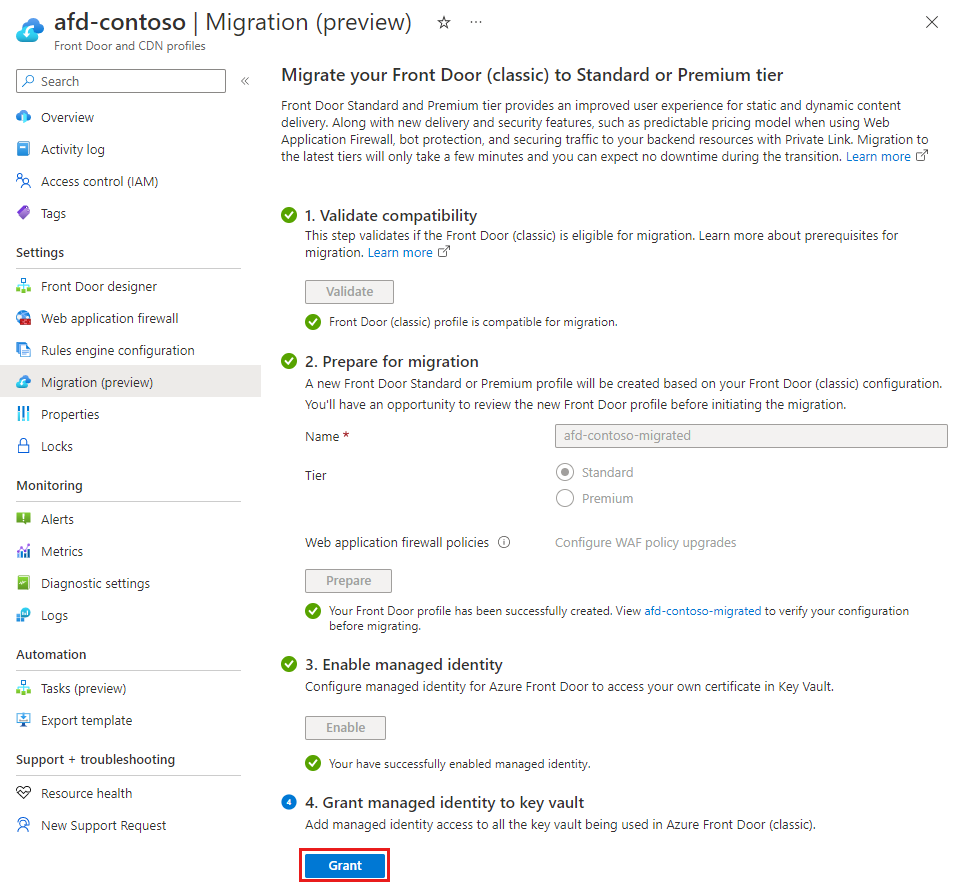 afd-contoso | Migration (preview)
Front Door and CDN profiles
Search
Overview
Activity log
Access control (IAM)
Tags
Settings
Front Door designer
Web application firewall
Rules engine configuration
Migration (preview)
Properties
Locks
Monitoring
Alerts
Metrics
Diagnostic settings
Logs
Automation
Tasks (preview)
Export template
Support + troubleshooting
Resource health
New Support Request
Migrate your Front Door (classic) to Standard or Premium tier
Front Door Standard and Premium tier provides an improved user experience for static and dynamic content
delivery. Along with new delivery and security features, such as predictable pricing model when using Web
Application Firewall, bot protection, and securing traffic to your backend resources with Private Link. Migration to
the latest tiers will only take a few minutes and you can expect no downtime during the transition. Learn more
1. Validate compatibility
This step validates if the Front Door (classic) is eligible for migration. Learn more about prerequisites for
migration. Learn more
Validate
Front Door (classic) profile is compatible for migration.
2. Prepare for migration
A new Front Door Standard or Premium profile will be created based on your Front Door (classic) configuration.
You'll have an opportunity to review the new Front Door profile before initiating the migration.
Name *
afd-contoso-migrated
Tier
Standard
Premium
Web application firewall policies
Configure WAF policy upgrades
Prepare
Your Front Door profile has been successfully created. View afd-contoso-migrated to verify your configuration
before migrating.
3. Enable managed identity
Configure managed identity for Azure Front Door to access your own certificate in Key Vault.
Enable
Your have successfully enabled managed identity.
4
4. Grant managed identity to key vault
Add managed identity access to all the key vault being used in Azure Front Door (classic).
Grant